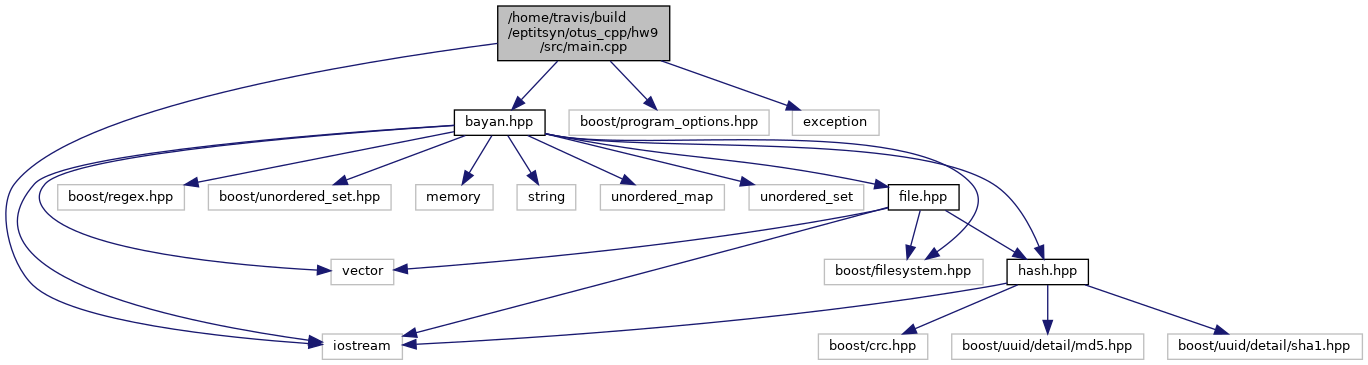 /home/travis/build
/eptitsyn/otus_cpp/hw9
/src/main.cpp
bayan.hpp
boost/program_options.hpp
exception
boost/regex.hpp
boost/unordered_set.hpp
memory
string
unordered_map
unordered_set
file.hpp
vector
boost/filesystem.hpp
hash.hpp
iostream
boost/crc.hpp
boost/uuid/detail/md5.hpp
boost/uuid/detail/sha1.hpp